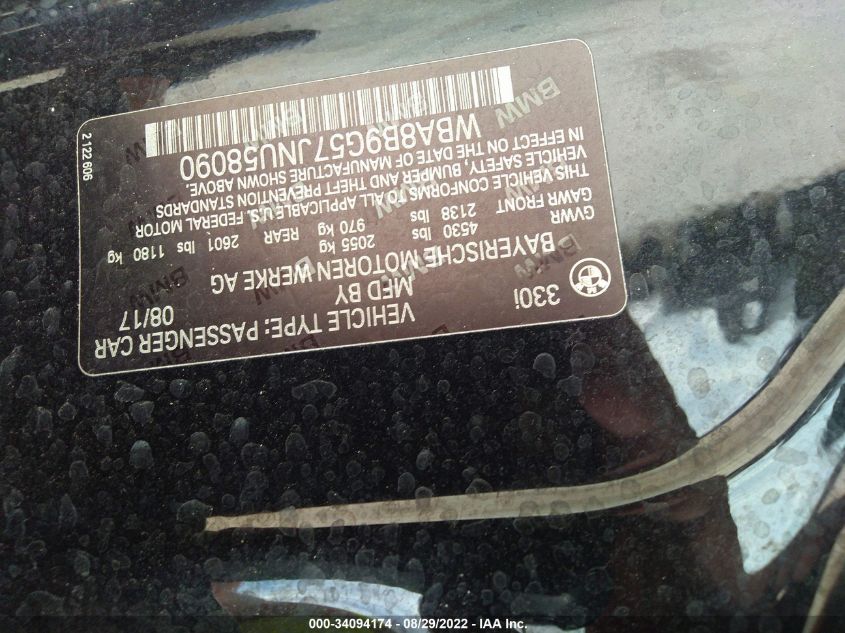 330i
VEHICLE TYPE: PASSENGER CAR
MFD BY
08/17
BAYERISCHE MOTOREN WERKE AG
GVWR 4530 lbs 2055 kg
GAWR FRONT 2138 lbs 970 kg REAR 2601 lbs 1180 kg
THIS VEHICLE CONFORMS TO ALL APPLICABLE U.S. FEDERAL MOTOR
VEHICLE SAFETY, BUMPER AND THEFT PREVENTION STANDARDS
IN EFFECT ON THE DATE OF MANUFACTURE SHOWN ABOVE.
WBA8B9G57JNU58090
2 122 606
000-34094174 - 08/29/2022 - IAA Inc.